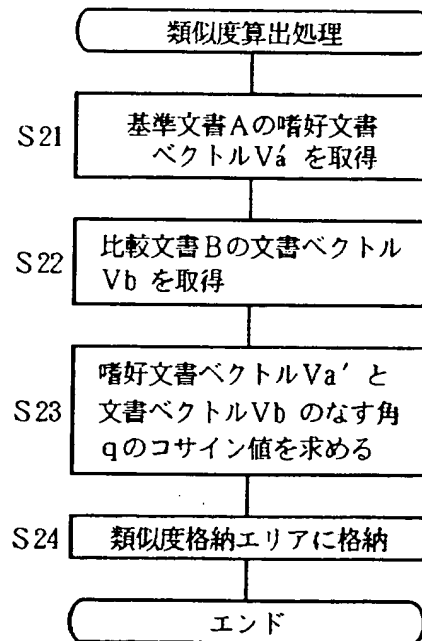 類似度算出処理
S21
基準文書Aの嗜好文書
ベクトルVa′を取得
S22
比較文書Bの文書ベクトル
Vbを取得
S23
嗜好文書ベクトルVa′と
文書ベクトルVbのなす角
qのコサイン値を求める
S24
類似度格納エリアに格納
エンド